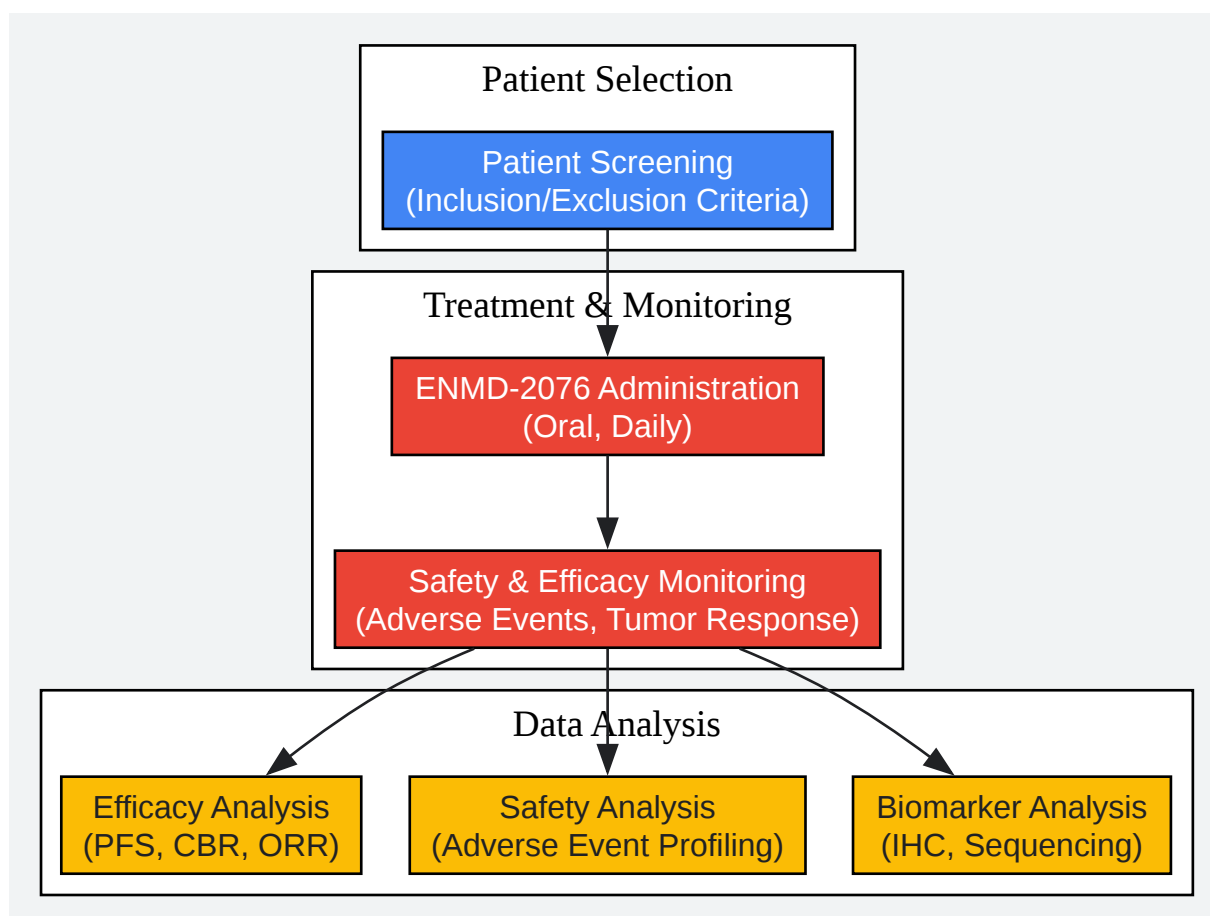 Patient Selection
Patient Screening
(Inclusion/Exclusion Criteria)
Treatment & Monitoring
ENMD-2076 Administration
(Oral, Daily)
Safety & Efficacy Monitoring
(Adverse Events, Tumor Response)
Data Analysis
Efficacy Analysis
(PFS, CBR, ORR)
Safety Analysis
(Adverse Event Profiling)
Biomarker Analysis
(IHC, Sequencing)